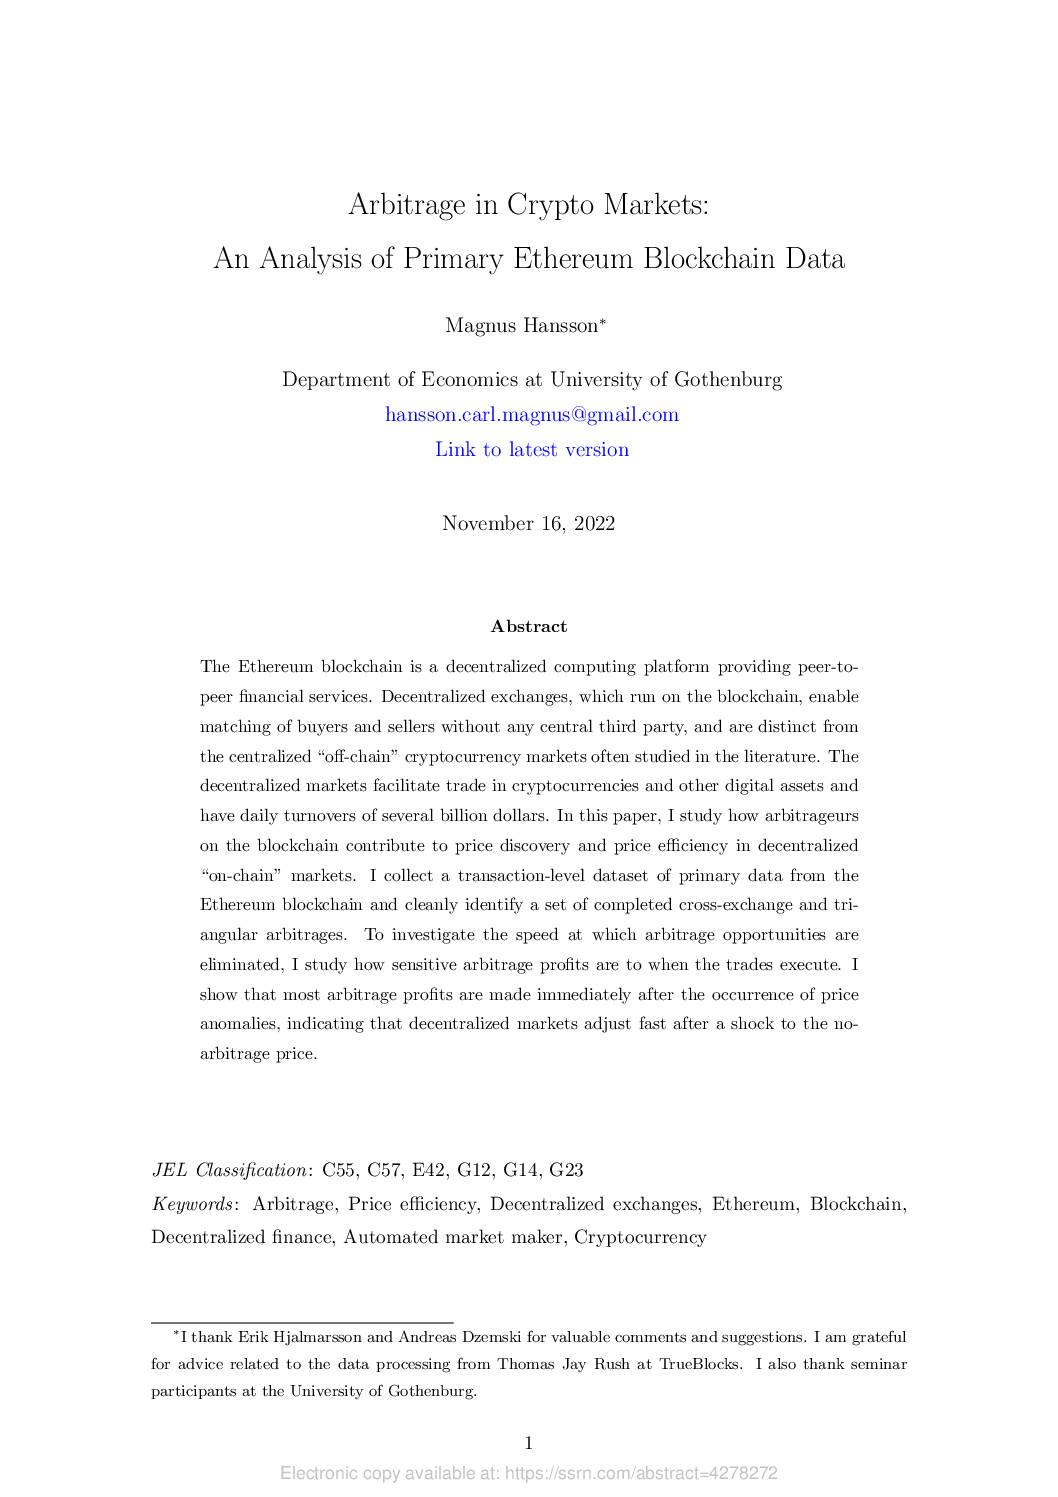 Arbitrage in Crypto Markets:
An Analysis of Primary Ethereum Blockchain Data
Magnus Hansson*
Department of Economics at University of Gothenburg
hansson.carl.magnus@gmail.com
Link to latest version
November 16, 2022
Abstract
The Ethereum blockchain is a decentralized computing platform providing peer-to-
peer financial services. Decentralized exchanges, which run on the blockchain, enable
matching of buyers and sellers without any central third party, and are distinct from
the centralized “off-chain” cryptocurrency markets often studied in the literature. The
decentralized markets facilitate trade in cryptocurrencies and other digital assets and
have daily turnovers of several billion dollars. In this paper, I study how arbitrageurs
on the blockchain contribute to price discovery and price efficiency in decentralized
“on-chain” markets. I collect a transaction-level dataset of primary data from the
Ethereum blockchain and cleanly identify a set of completed cross-exchange and tri-
angular arbitrages. To investigate the speed at which arbitrage opportunities are
eliminated, I study how sensitive arbitrage profits are to when the trades execute. I
show that most arbitrage profits are made immediately after the occurrence of price
anomalies, indicating that decentralized markets adjust fast after a shock to the no-
arbitrage price.
JEL Classification: C55, C57, E42, G12, G14, G23
Keywords: Arbitrage, Price efficiency, Decentralized exchanges, Ethereum, Blockchain,
Decentralized finance, Automated market maker, Cryptocurrency
*I thank Erik Hjalmarsson and Andreas Dzemski for valuable comments and suggestions. I am grateful
for advice related to the data processing from Thomas Jay Rush at TrueBlocks. I also thank seminar
participants at the University of Gothenburg.
1
Electronic copy available at: https://ssrn.com/abstract=4278272